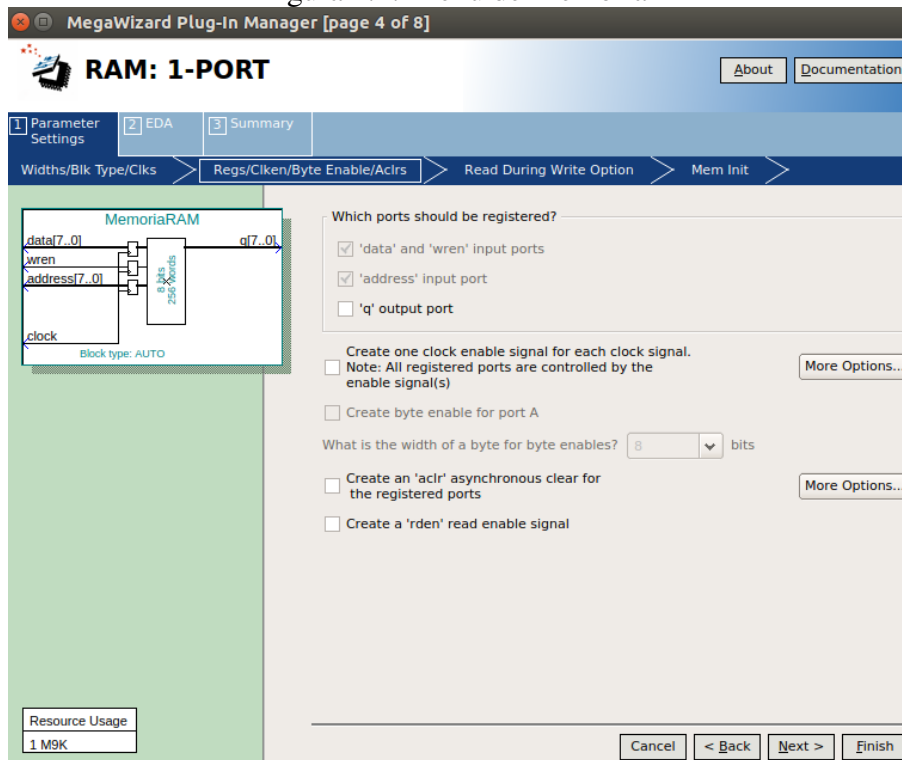 MegaWizard Plug-In Manager [page 4 of 8]
RAM: 1-PORT
About
Documentation
1 Parameter Settings
2 EDA
3 Summary
Widths/Blk Type/Clks
Regs/Clken/Byte Enable/Aclrs
Read During Write Option
Mem Init
MemoriaRAM
data[7..0]
q[7..0]
wren
address[7..0]
8 bits
256 words
clock
Block type: AUTO
Which ports should be registered?
'data' and 'wren' input ports
'address' input port
'q' output port
Create one clock enable signal for each clock signal.
Note: All registered ports are controlled by the
enable signal(s)
More Options...
Create byte enable for port A
What is the width of a byte for byte enables? 8 bits
Create an 'aclr' asynchronous clear for
the registered ports
More Options...
Create a 'rden' read enable signal
Resource Usage
1 M9K
Cancel
< Back
Next >
Finish